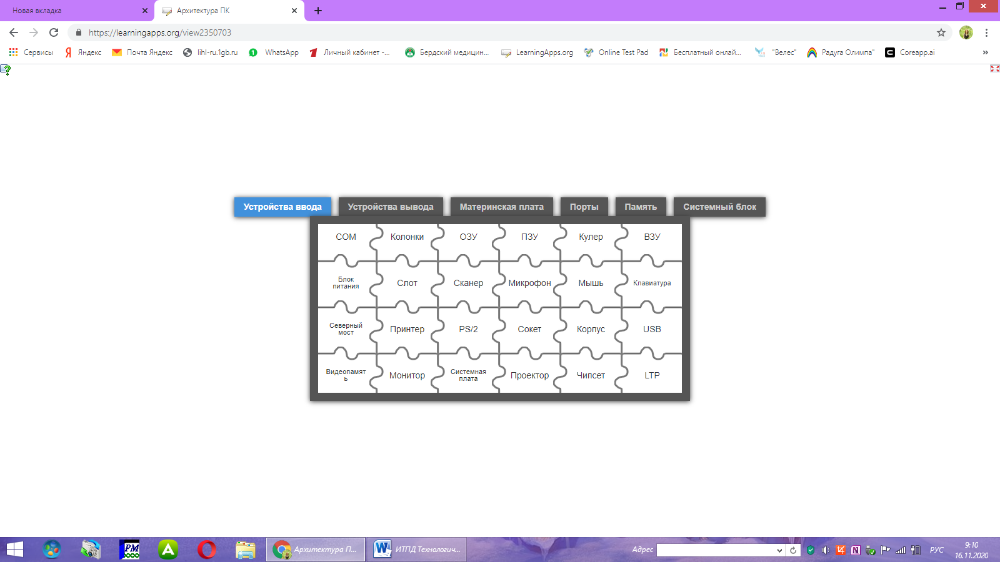 Новая вкладка
Архитектура ПК
https://learningapps.org/view2350703
Сервисы Яндекс Почта Яндекс lihl-ru.1gb.ru WhatsApp Личный кабинет -... Бердский медицин... LearningApps.org Online Test Pad Бесплатный онлай... "Велес" Радуга Олимпа" Coreapp.ai »
Устройства ввода Устройства вывода Материнская плата Порты Память Системный блок
COM Колонки ОЗУ ПЗУ Кулер ВЗУ
Блок
питания
Слот Сканер Микрофон Мышь Клавиатура
Северный
мост
Принтер PS/2 Сокет Корпус USB
Видеопамят
ь
Монитор
Системная
плата
Проектор Чипсет LTP
PM
Архитектура П...
ИТПД Технологич...
Адрес
РУС
9:10
16.11.2020